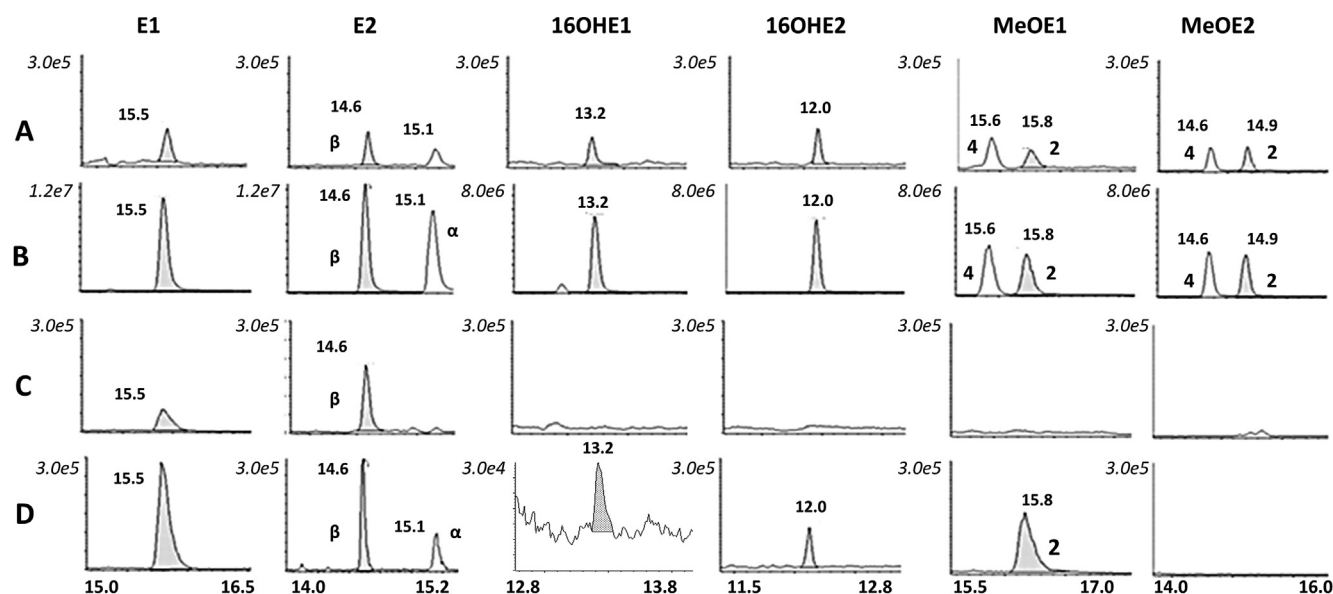 E1 E2 16OHE1 16OHE2 MeOE1 MeOE2
3.0e5 3.0e5 3.0e5 3.0e5 3.0e5 3.0e5
A 15.5 14.6 β 15.1 13.2 12.0 15.6 4 15.8 2 14.6 4 14.9 2
1.2e7 1.2e7 8.0e6 8.0e6 8.0e6 8.0e6
B 15.5 14.6 β 15.1 α 13.2 12.0 15.6 4 15.8 2 14.6 4 14.9 2
3.0e5 3.0e5 3.0e5 3.0e5 3.0e5 3.0e5
C 15.5 14.6 β
3.0e5 3.0e5 3.0e4 3.0e5 3.0e5 3.0e5
D 15.5 14.6 β 15.1 α 13.2 12.0 15.8 2
15.0 16.5 14.0 15.2 12.8 13.8 11.5 12.8 15.5 17.0 14.0 16.0